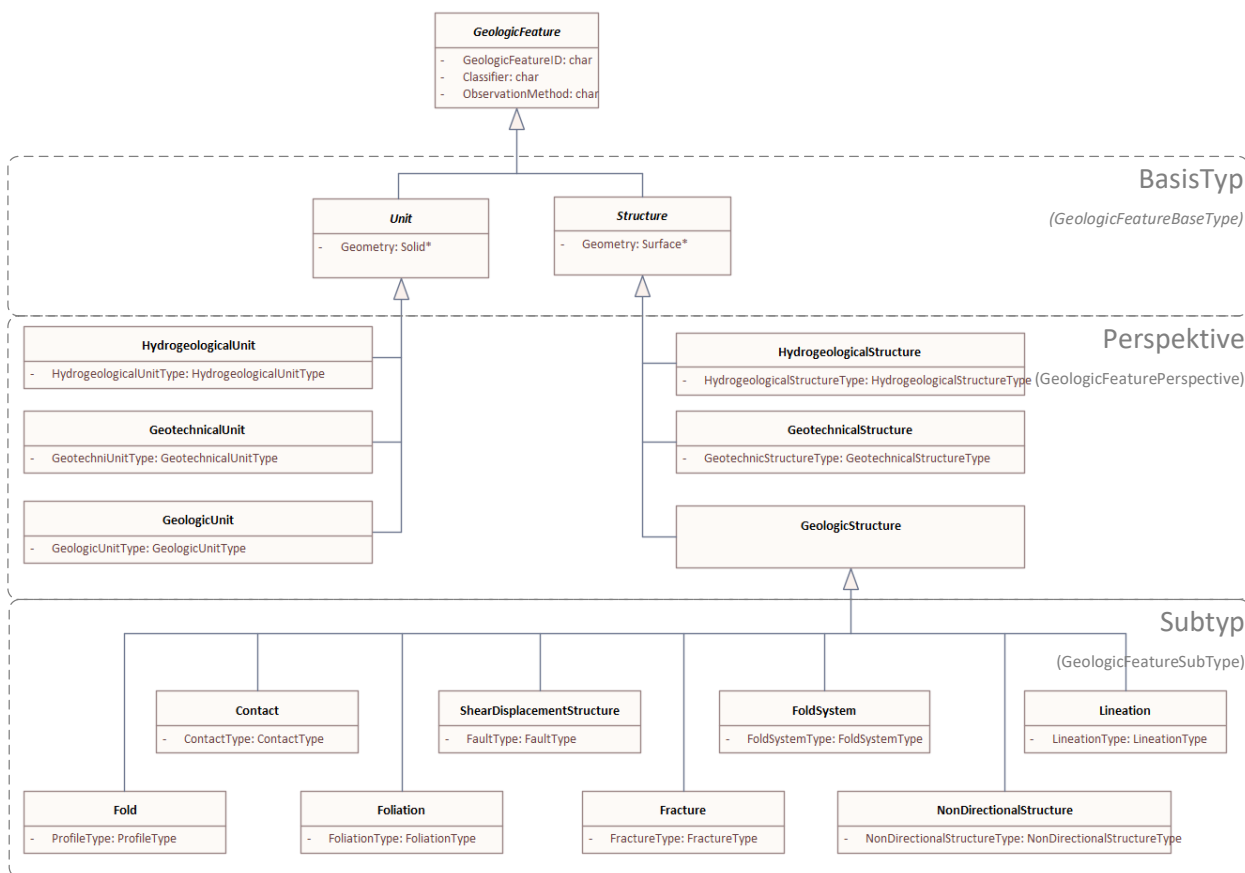 GeologicFeature
- GeologicFeatureID: char
- Classifier: char
- ObservationMethod: char
BasisTyp
(GeologicFeatureBaseType)
Unit
- Geometry: Solid*
Structure
- Geometry: Surface*
Perspektive
(GeologicFeaturePerspective)
HydrogeologicalUnit
- HydrogeologicalUnitType: HydrogeologicalUnitType
HydrogeologicalStructure
- HydrogeologicalStructureType: HydrogeologicalStructureType
GeotechnicalUnit
- GeotechniUnitType: GeotechnicalUnitType
GeotechnicalStructure
- GeotechnicStructureType: GeotechnicalStructureType
GeologicUnit
- GeologicUnitType: GeologicUnitType
GeologicStructure
Subtyp
(GeologicFeatureSubType)
Contact
- ContactType: ContactType
ShearDisplacementStructure
- FaultType: FaultType
FoldSystem
- FoldSystemType: FoldSystemType
Lineation
- LineationType: LineationType
Fold
- ProfileType: ProfileType
Foliation
- FoliationType: FoliationType
Fracture
- FractureType: FractureType
NonDirectionalStructure
- NonDirectionalStructureType: NonDirectionalStructureType